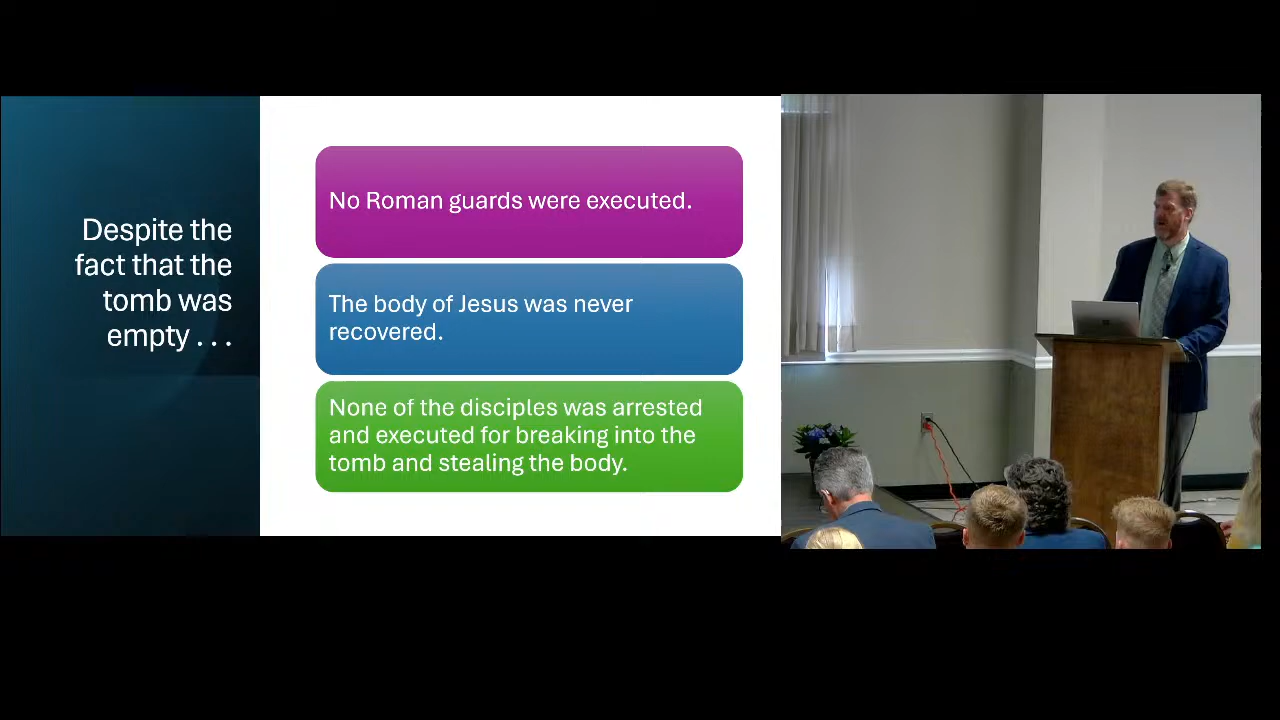 Despite the
fact that the
tomb was
empty . . .
No Roman guards were executed.
The body of Jesus was never
recovered.
None of the disciples was arrested
and executed for breaking into the
tomb and stealing the body.